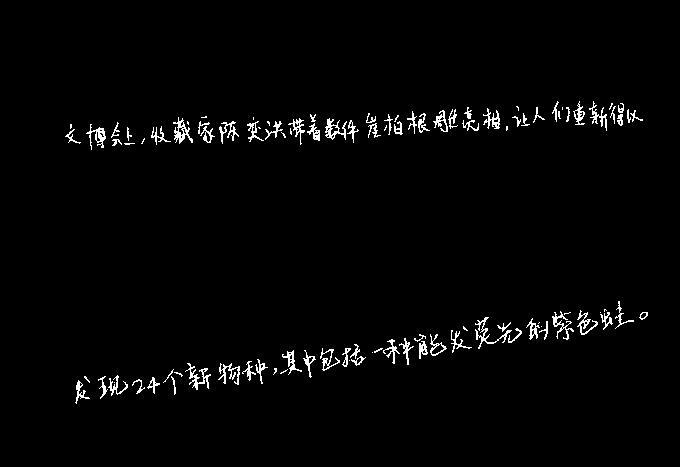 文博会上，收藏家陈奕洪带着数件崖柏根雕亮相，让人们重新得以
发现24个新物种，其中包括一种能发荧光的紫色蛙。